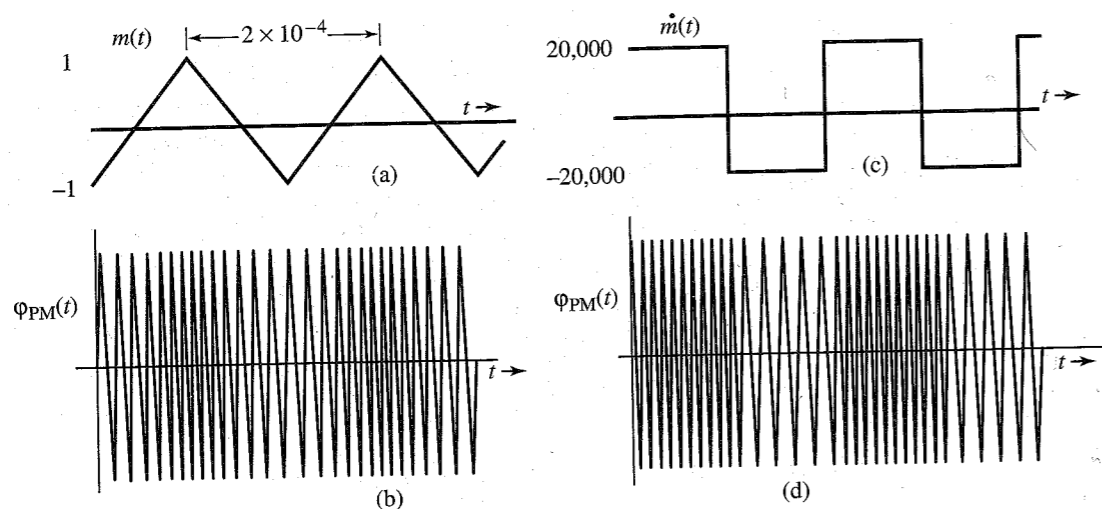 (a)
m(t)
2 × 10⁻⁴
1
t →
−1
(a)
φPM(t)
t →
(b)
(c)
ṁ(t)
20,000
t →
−20,000
(c)
φPM(t)
t →
(d)